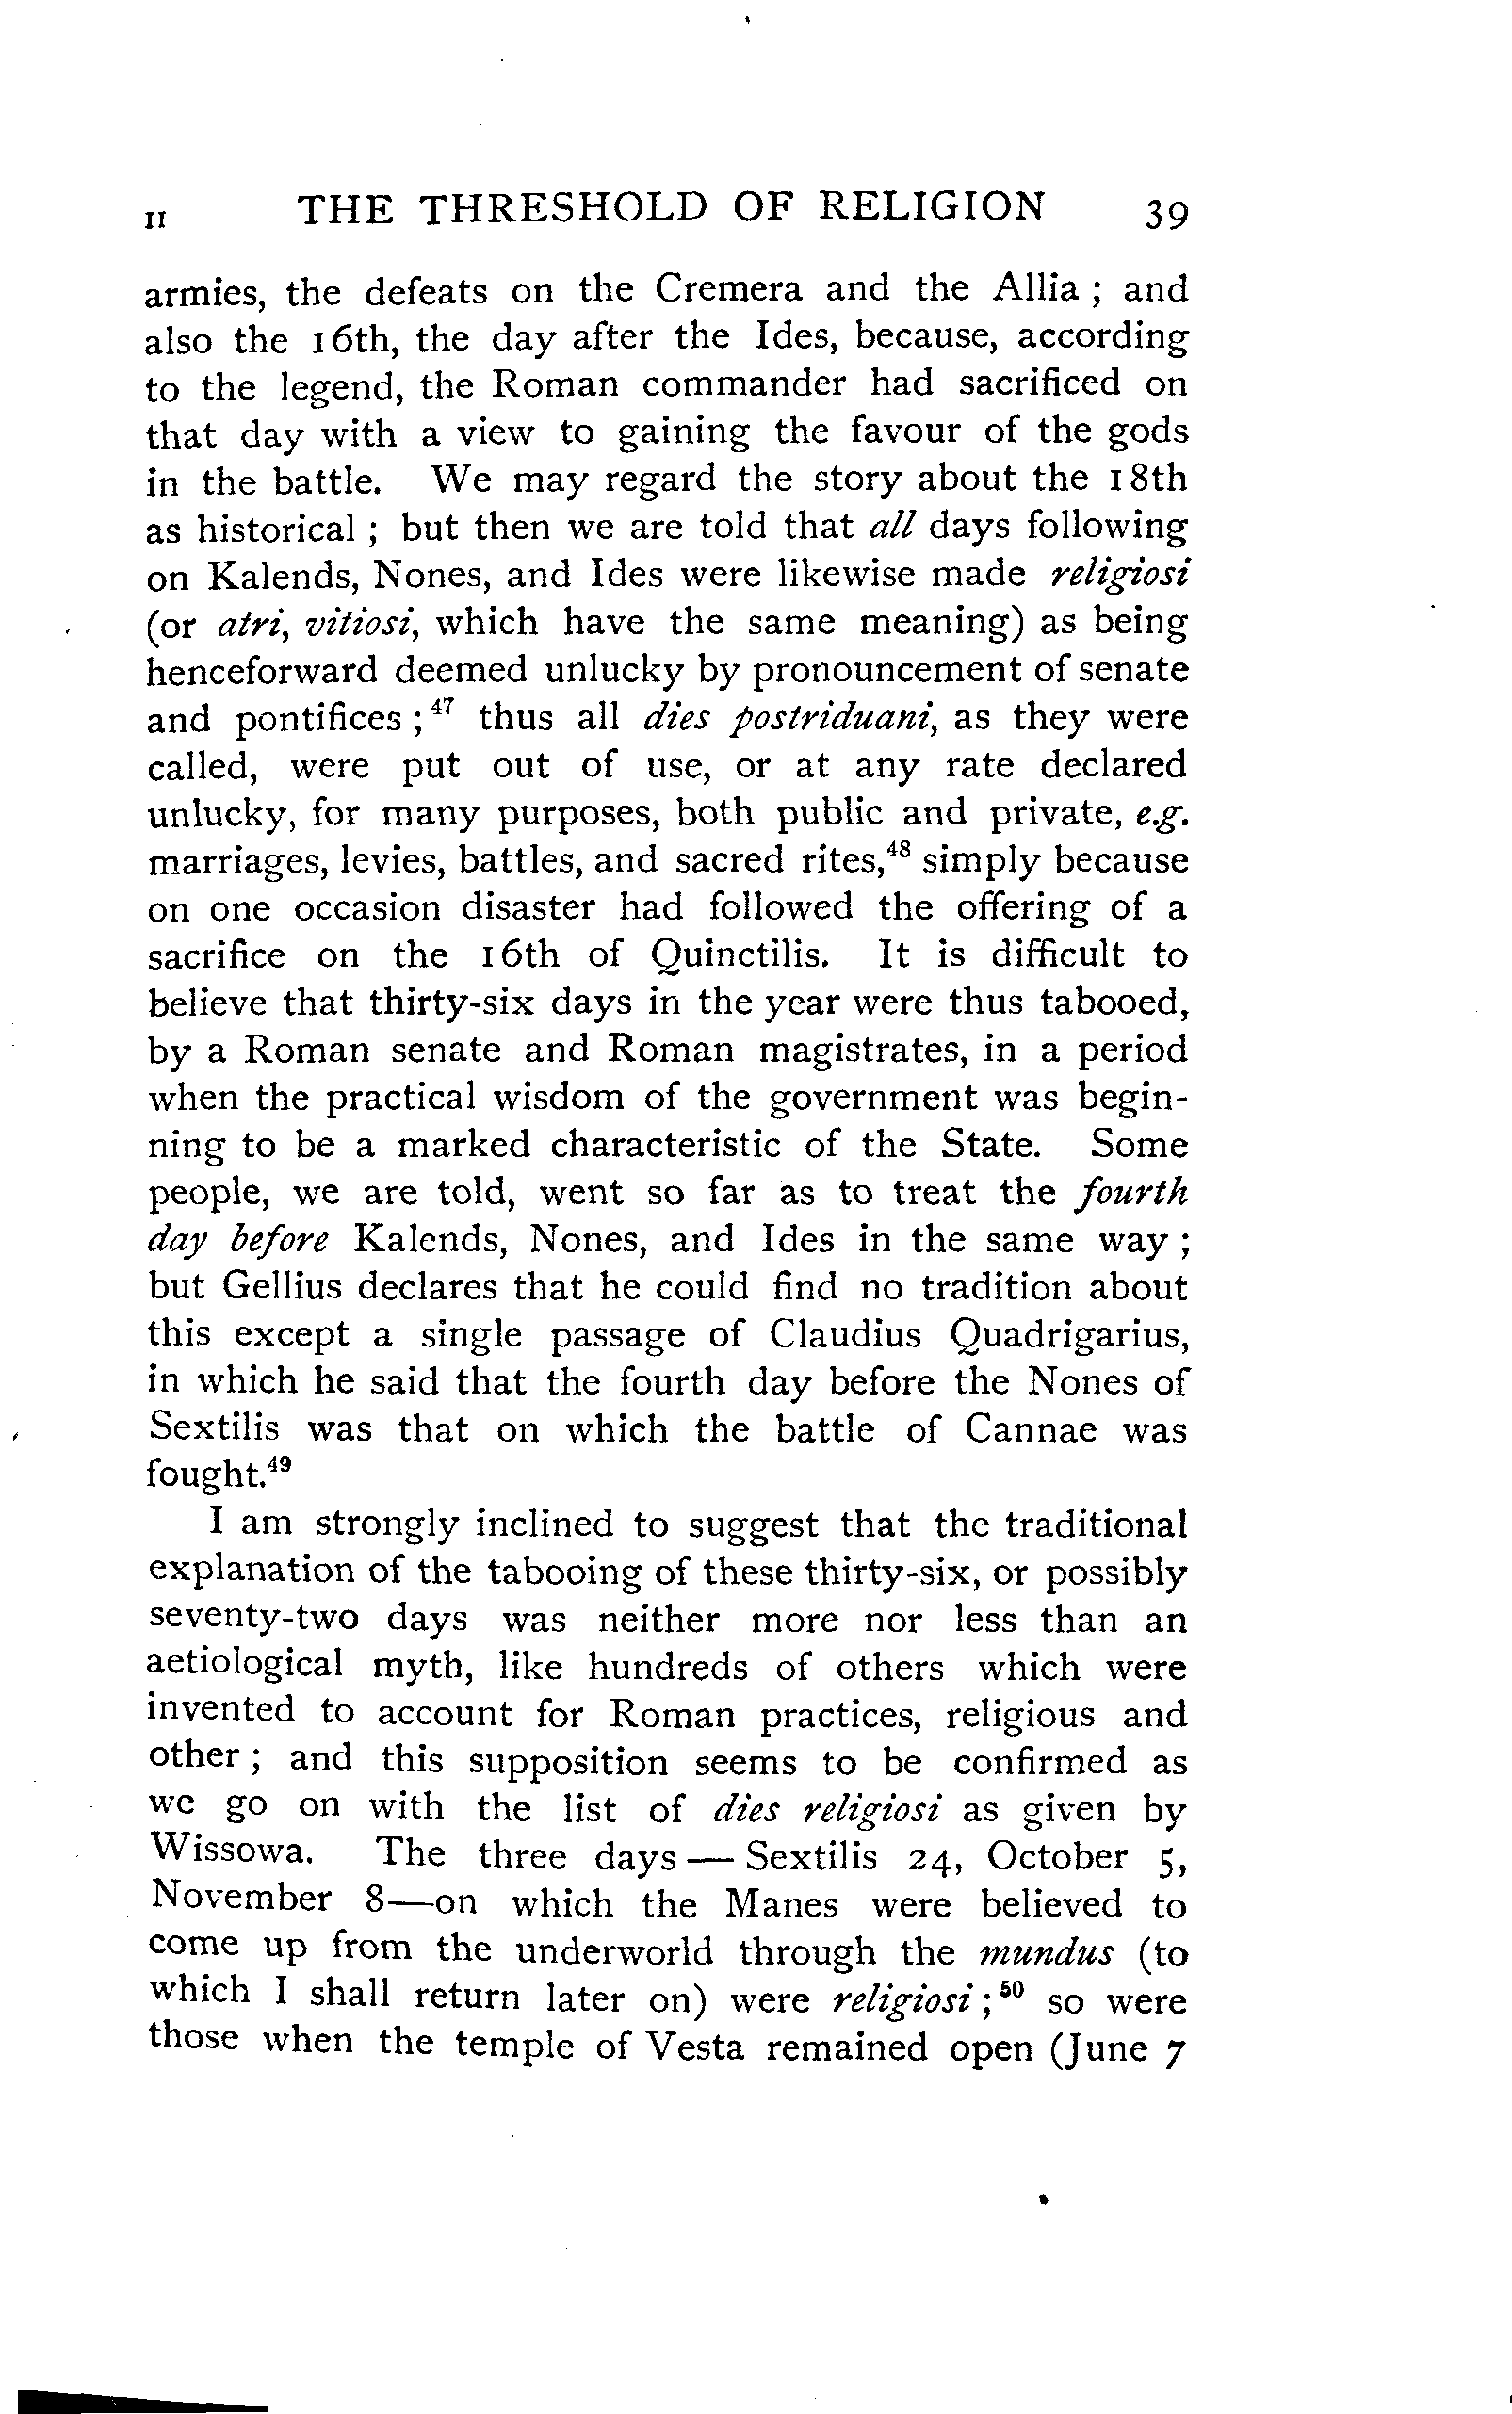 II THE THRESHOLD OF RELIGION 39
armies, the defeats on the Cremera and the Allia ; and
also the 16th, the day after the Ides, because, according
to the legend, the Roman commander had sacrificed on
that day with a view to gaining the favour of the gods
in the battle. We may regard the story about the 18th
as historical ; but then we are told that all days following
on Kalends, Nones, and Ides were likewise made religiosi
(or atri, vitiosi, which have the same meaning) as being
henceforward deemed unlucky by pronouncement of senate
and pontifices ;47 thus all dies postriduani, as they were
called, were put out of use, or at any rate declared
unlucky, for many purposes, both public and private, e.g.
marriages, levies, battles, and sacred rites,48 simply because
on one occasion disaster had followed the offering of a
sacrifice on the 16th of Quinctilis. It is difficult to
believe that thirty-six days in the year were thus tabooed,
by a Roman senate and Roman magistrates, in a period
when the practical wisdom of the government was begin-
ning to be a marked characteristic of the State. Some
people, we are told, went so far as to treat the fourth
day before Kalends, Nones, and Ides in the same way ;
but Gellius declares that he could find no tradition about
this except a single passage of Claudius Quadrigarius,
in which he said that the fourth day before the Nones of
Sextilis was that on which the battle of Cannae was
fought.49
I am strongly inclined to suggest that the traditional
explanation of the tabooing of these thirty-six, or possibly
seventy-two days was neither more nor less than an
aetiological myth, like hundreds of others which were
invented to account for Roman practices, religious and
other ; and this supposition seems to be confirmed as
we go on with the list of dies religiosi as given by
Wissowa. The three days — Sextilis 24, October 5,
November 8—on which the Manes were believed to
come up from the underworld through the mundus (to
which I shall return later on) were religiosi ;50 so were
those when the temple of Vesta remained open (June 7